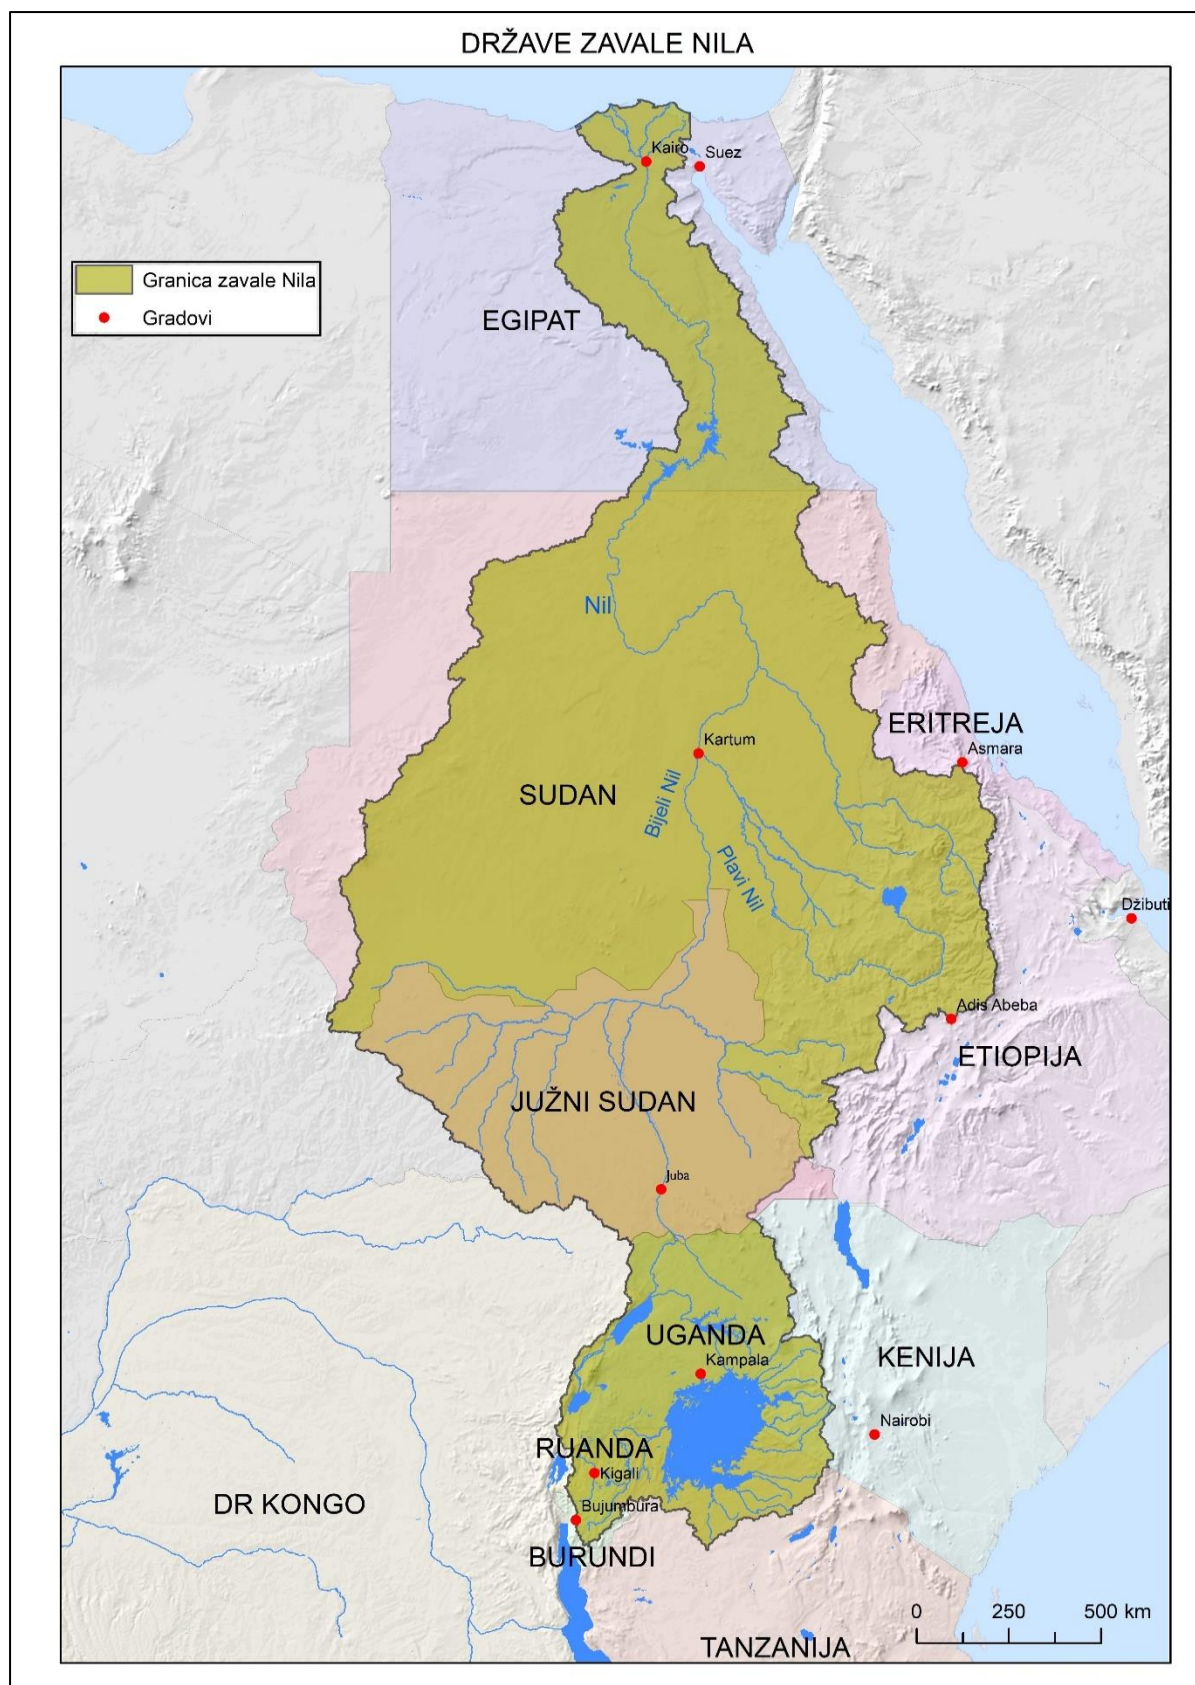 DRŽAVE ZAVALE NILA
Kairo
Suez
Granica zavale Nila
Gradovi
EGIPAT
Nil
ERITREJA
Kartum
Asmara
SUDAN
Bijeli Nil
Plavi Nil
Džibuti
Adis Abeba
ETIOPIJA
JUŽNI SUDAN
Juba
UGANDA
KENIJA
Kampala
Nairobi
RUANDA
Kigali
DR KONGO
Bujumbura
BURUNDI
0 250 500 km
TANZANIJA